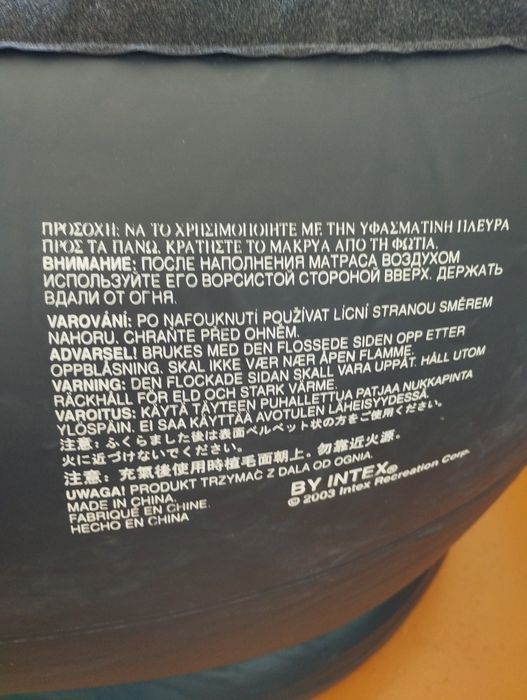 ΠΡΟΣΟΧΗ: ΝΑ ΤΟ ΧΡΗΣΙΜΟΠΟΙΗΤΕ ΜΕ ΤΗΝ ΥΦΑΣΜΑΤΙΝΗ ΠΛΕΥΡΑ
ΠΡΟΣ ΤΑ ΠΑΝΩ. ΚΡΑΤΗΣΤΕ ΤΟ ΜΑΚΡΥΑ ΑΠΟ ΤΗ ΦΩΤΙΑ.
ВНИМАНИЕ: ПОСЛЕ НАПОЛНЕНИЯ МАТРАСА ВОЗДУХОМ
ИСПОЛЬЗУЙТЕ ЕГО ВОРСИСТОЙ СТОРОНОЙ ВВЕРХ. ДЕРЖАТЬ
ВДАЛИ ОТ ОГНЯ.
VAROVÁNÍ: PO NAFOUKNUTÍ POUŽÍVAT LÍCNÍ STRANOU SMĚREM
NAHORU. CHRAŇTE PŘED OHNĚM.
ADVARSEL! BRUKES MED DEN FLOSSEDE SIDEN OPP ETTER
OPPBLÅSNING. SKAL IKKE VÆR NÆR ÅPEN FLAMME.
VARNING: DEN FLOCKADE SIDAN SKALL VARA UPPÅT. HÅLL UTOM
RÄCKHÅLL FÖR ELD OCH STARK VÄRME.
VAROITUS: KÄYTÄ TÄYTEEN PUHALLETTUA PATJAA NUKKAPINTA
YLÖSPÄIN. EI SAA KÄYTTÄÄ AVOTULEN LÄHEISYYDESSÄ.
注意：ふくらました後は表面ベルベット状の方をご使用ください。
火に近づけないでください。
注意：充氣後使用時植毛面朝上。勿靠近火源。
UWAGA! PRODUKT TRZYMAĆ Z DALA OD OGNIA.
MADE IN CHINA.
FABRIQUÉ EN CHINE.
HECHO EN CHINA
BY INTEX®
© 2003 Intex Recreation Corp.